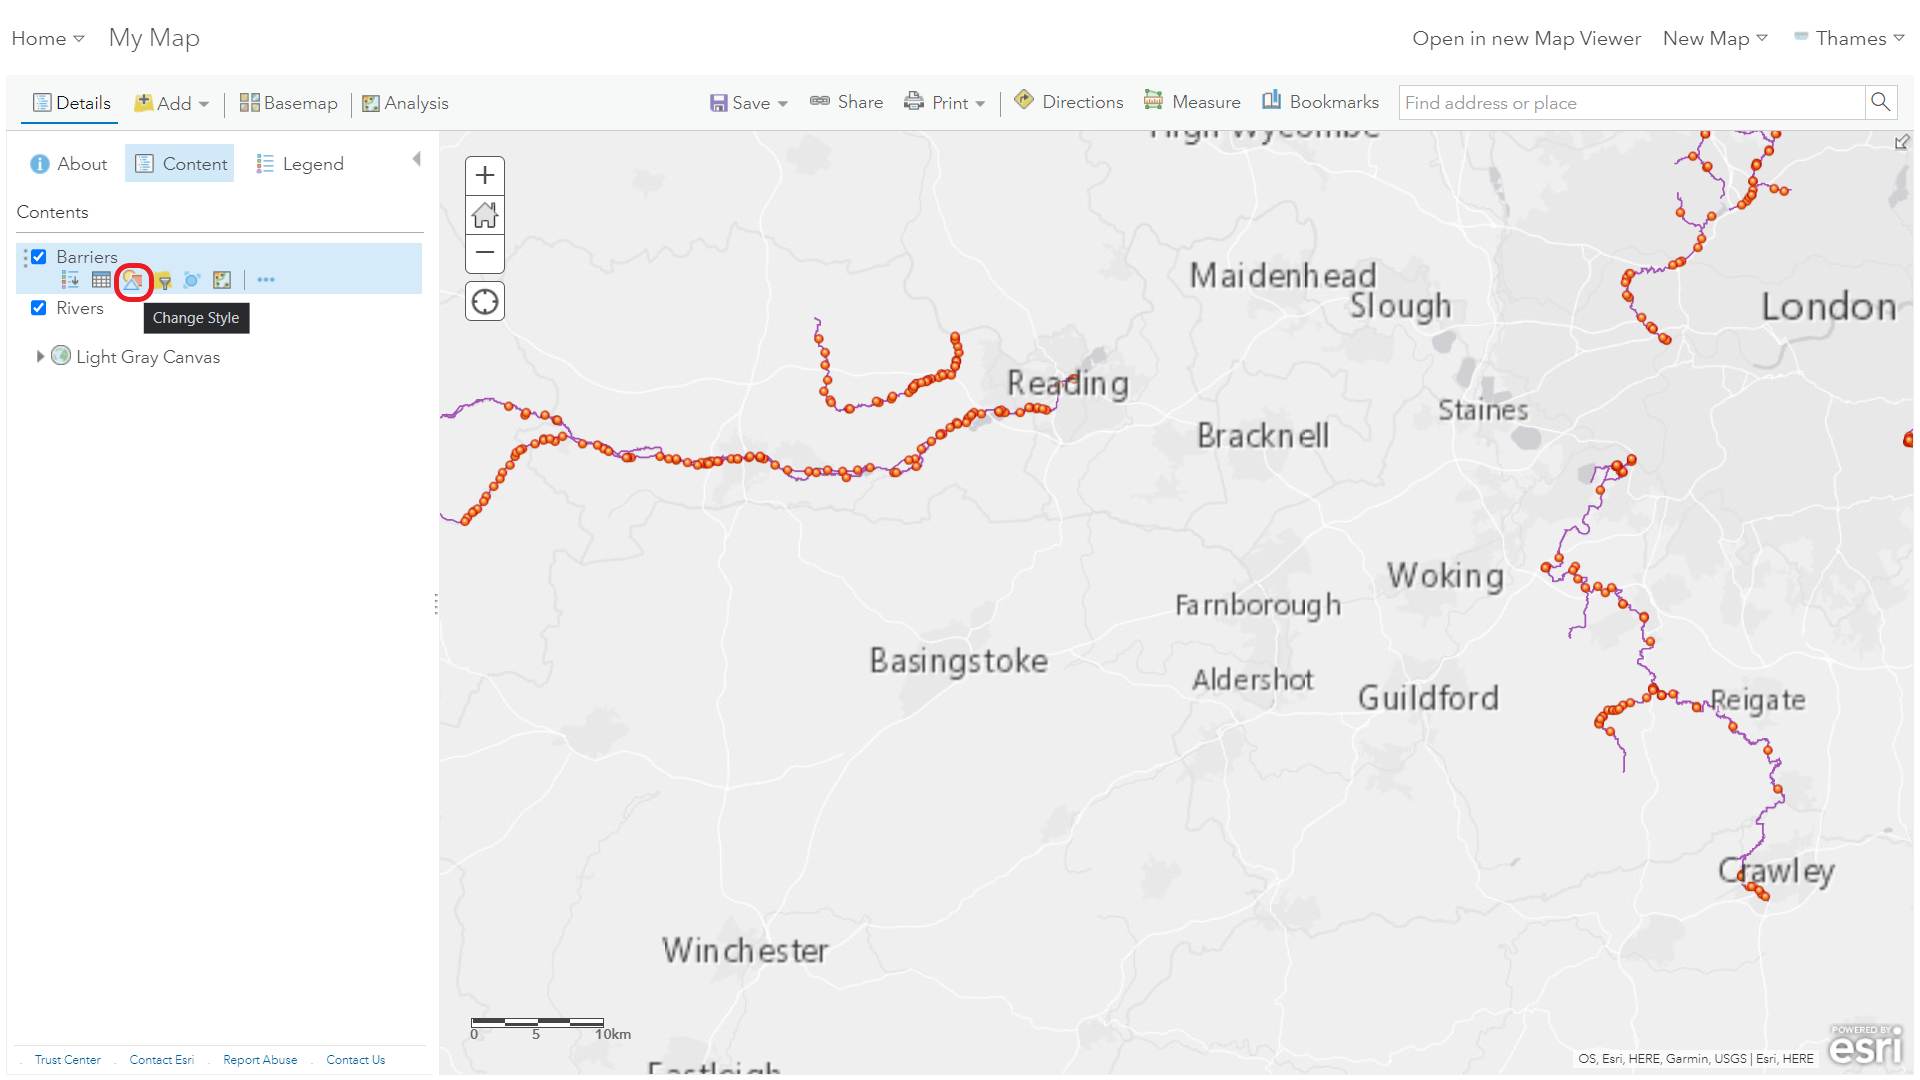 Home My Map Open in new Map Viewer New Map Thames
Details Add Basemap Analysis Save Share Print Directions Measure Bookmarks Find address or place
About Content Legend
Contents
Barriers
Change Style
Rivers
Light Gray Canvas
High Wycombe
Maidenhead
Slough
London
Reading
Staines
Bracknell
Woking
Farnborough
Basingstoke
Aldershot
Guildford
Reigate
Crawley
Winchester
0 5 10km
Eastleigh
Trust Center Contact Esri Report Abuse Contact Us
OS, Esri, HERE, Garmin, USGS | Esri, HERE
POWERED BY
esri